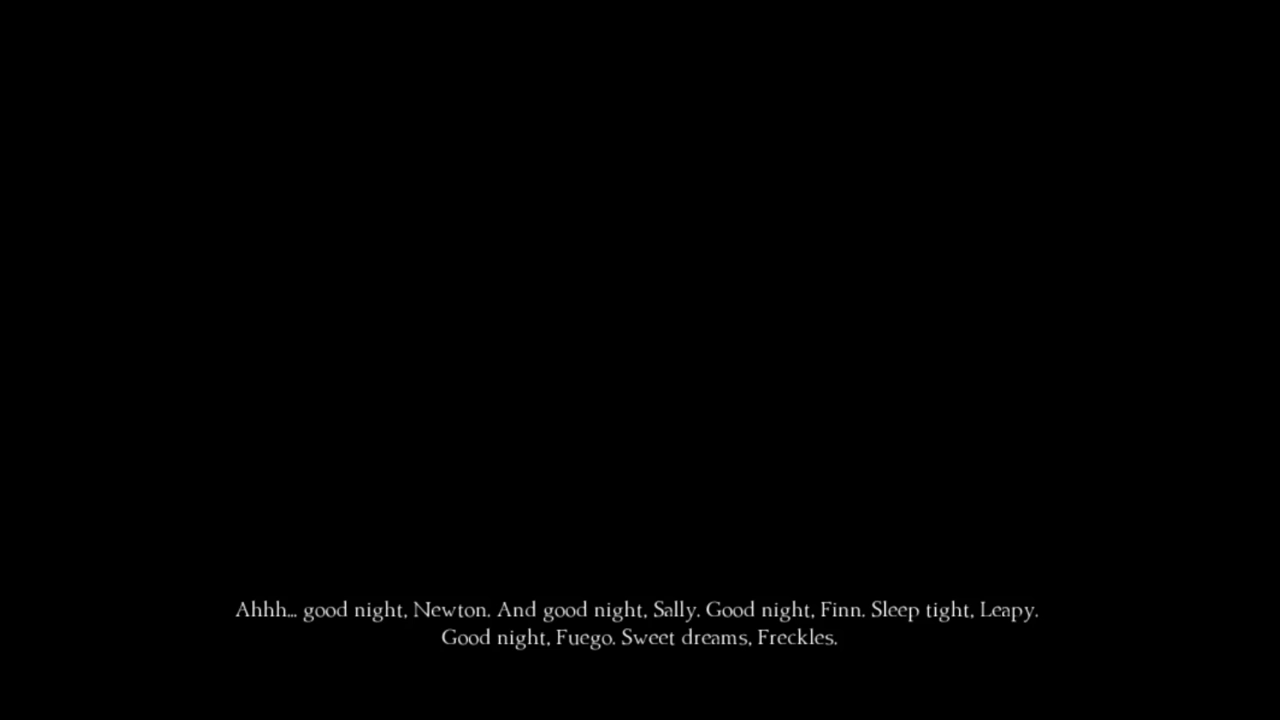 Ahhh... good night, Newton. And good night, Sally. Good night, Finn. Sleep tight, Leapy.
Good night, Fuego. Sweet dreams, Freckles.